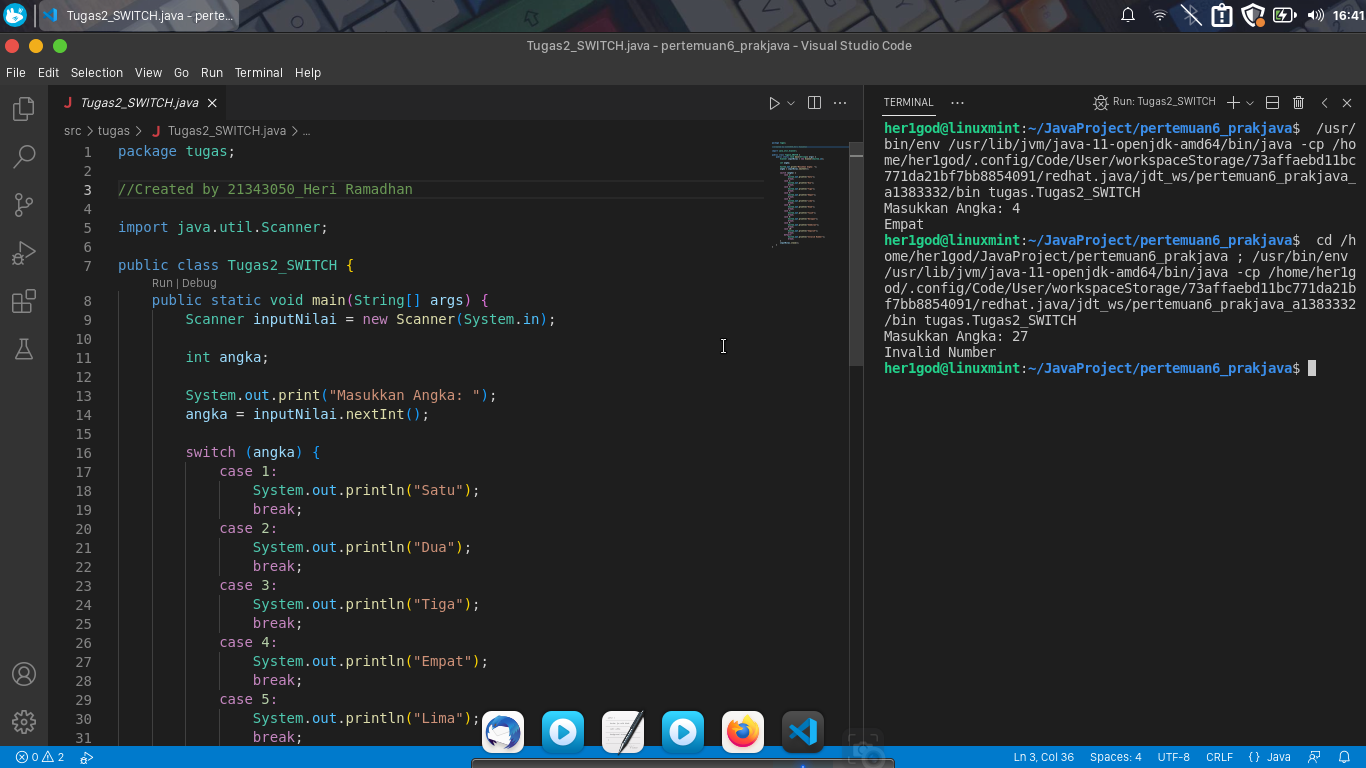 Tugas2_SWITCH.java - perte...
16:41
Tugas2_SWITCH.java - pertemuan6_prakjava - Visual Studio Code
File Edit Selection View Go Run Terminal Help
J Tugas2_SWITCH.java
src > tugas > J Tugas2_SWITCH.java > ...
1 package tugas;
2
3 //Created by 21343050_Heri Ramadhan
4
5 import java.util.Scanner;
6
7 public class Tugas2_SWITCH {
Run | Debug
8 public static void main(String[] args) {
9 Scanner inputNilai = new Scanner(System.in);
10
11 int angka;
12
13 System.out.print("Masukkan Angka: ");
14 angka = inputNilai.nextInt();
15
16 switch (angka) {
17 case 1:
18 System.out.println("Satu");
19 break;
20 case 2:
21 System.out.println("Dua");
22 break;
23 case 3:
24 System.out.println("Tiga");
25 break;
26 case 4:
27 System.out.println("Empat");
28 break;
29 case 5:
30 System.out.println("Lima");
31 break;
TERMINAL ... Run: Tugas2_SWITCH
her1god@linuxmint:~/JavaProject/pertemuan6_prakjava$ /usr/
bin/env /usr/lib/jvm/java-11-openjdk-amd64/bin/java -cp /ho
me/her1god/.config/Code/User/workspaceStorage/73affaebd11bc
771da21bf7bb8854091/redhat.java/jdt_ws/pertemuan6_prakjava_
a1383332/bin tugas.Tugas2_SWITCH
Masukkan Angka: 4
Empat
her1god@linuxmint:~/JavaProject/pertemuan6_prakjava$ cd /h
ome/her1god/JavaProject/pertemuan6_prakjava ; /usr/bin/env
/usr/lib/jvm/java-11-openjdk-amd64/bin/java -cp /home/her1g
od/.config/Code/User/workspaceStorage/73affaebd11bc771da21b
f7bb8854091/redhat.java/jdt_ws/pertemuan6_prakjava_a1383332
/bin tugas.Tugas2_SWITCH
Masukkan Angka: 27
Invalid Number
her1god@linuxmint:~/JavaProject/pertemuan6_prakjava$
0 2
Ln 3, Col 36 Spaces: 4 UTF-8 CRLF {} Java